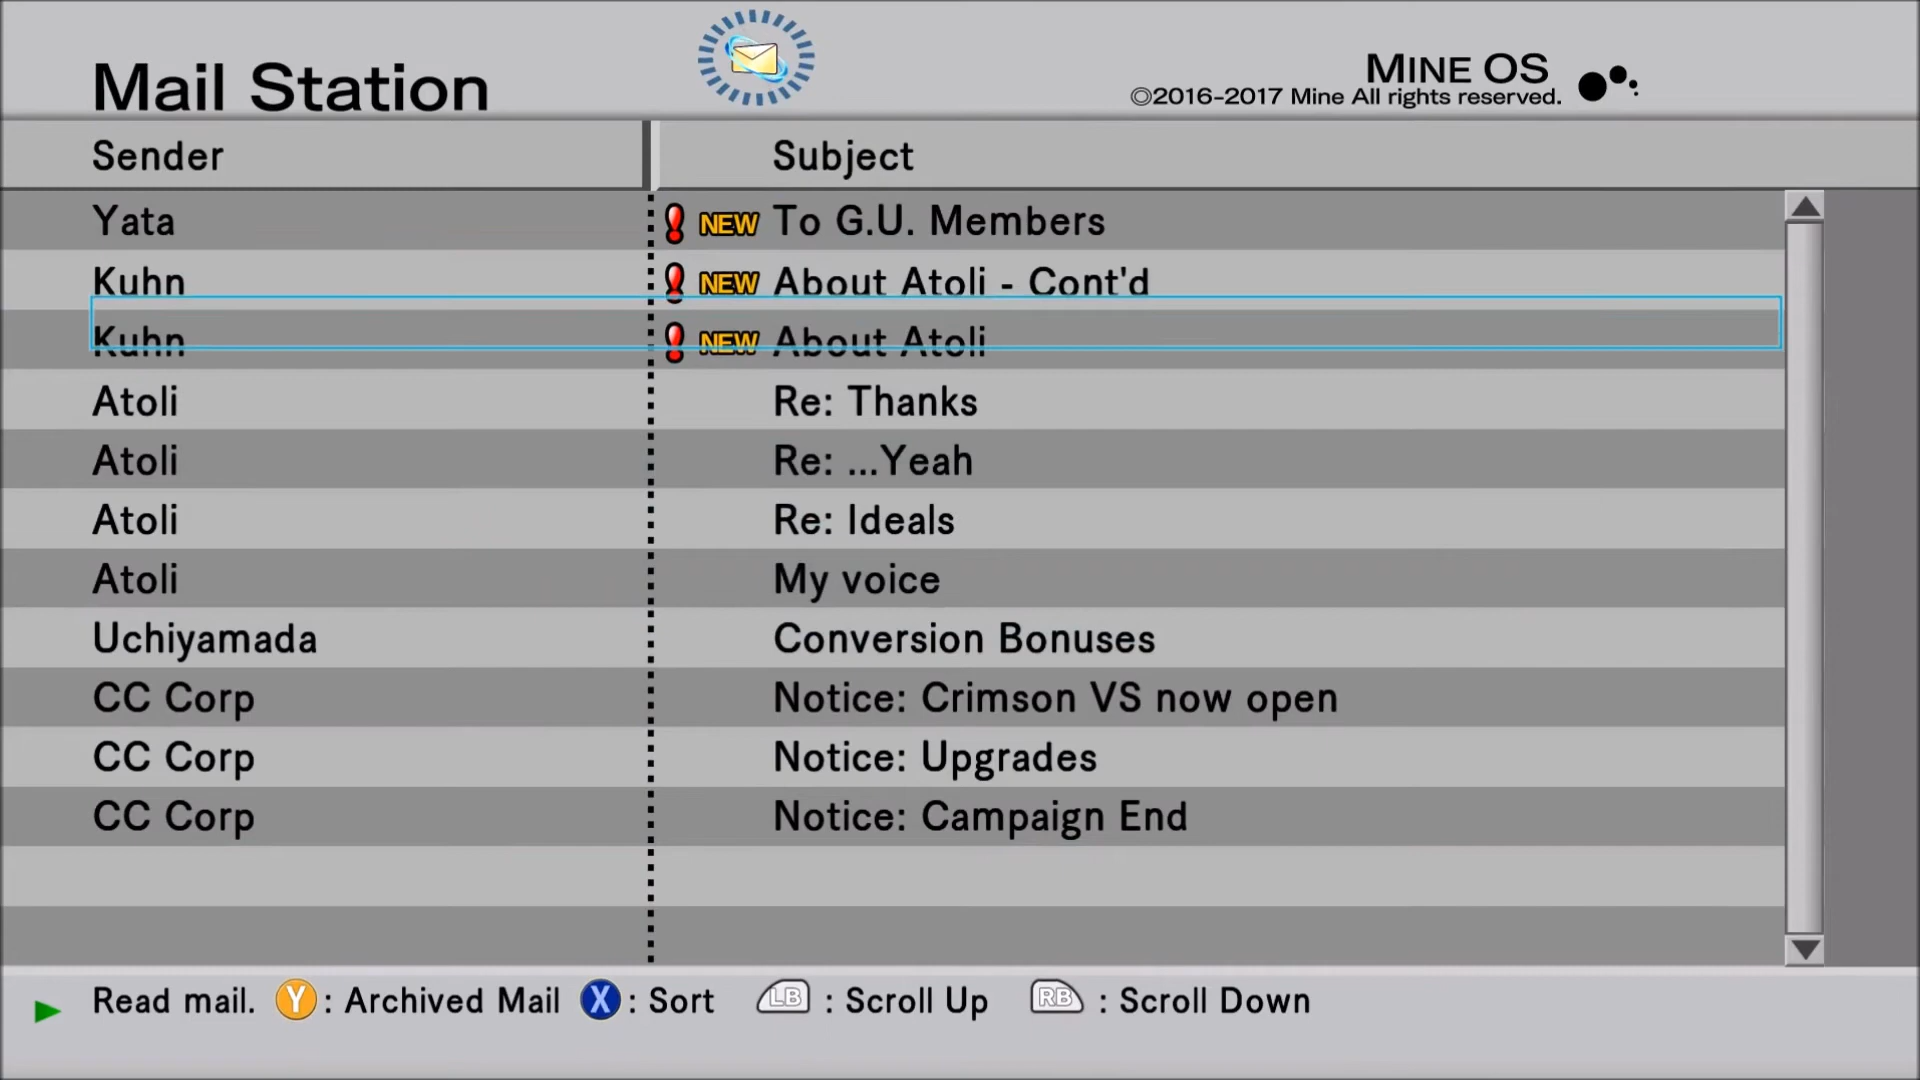 Mail Station
MINE OS
©2016-2017 Mine All rights reserved.
Sender Subject
Yata NEW To G.U. Members
Kuhn NEW About Atoli - Cont'd
Kuhn NEW About Atoli
Atoli Re: Thanks
Atoli Re: ...Yeah
Atoli Re: Ideals
Atoli My voice
Uchiyamada Conversion Bonuses
CC Corp Notice: Crimson VS now open
CC Corp Notice: Upgrades
CC Corp Notice: Campaign End
Read mail. Y : Archived Mail X : Sort LB : Scroll Up RB : Scroll Down